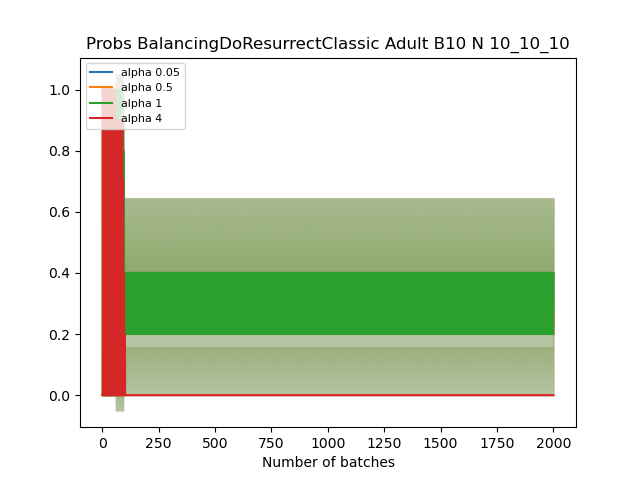 Probs BalancingDoResurrectClassic Adult B10 N 10_10_10
alpha 0.05
alpha 0.5
alpha 1
alpha 4
1.0
0.8
0.6
0.4
0.2
0.0
0 250 500 750 1000 1250 1500 1750 2000
Number of batches